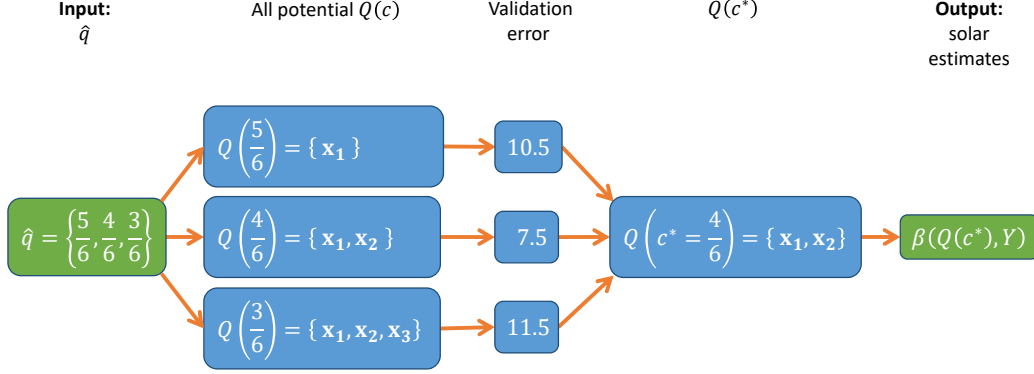 Input:
q̂
All potential Q(c)
Validation
error
Q(c*)
Output:
solar
estimates
Q(5/6) = { x₁ }
10.5
q̂ = {5/6, 4/6, 3/6}
Q(4/6) = { x₁, x₂ }
7.5
Q(c* = 4/6) = { x₁, x₂}
β(Q(c*), Y)
Q(3/6) = { x₁, x₂, x₃}
11.5